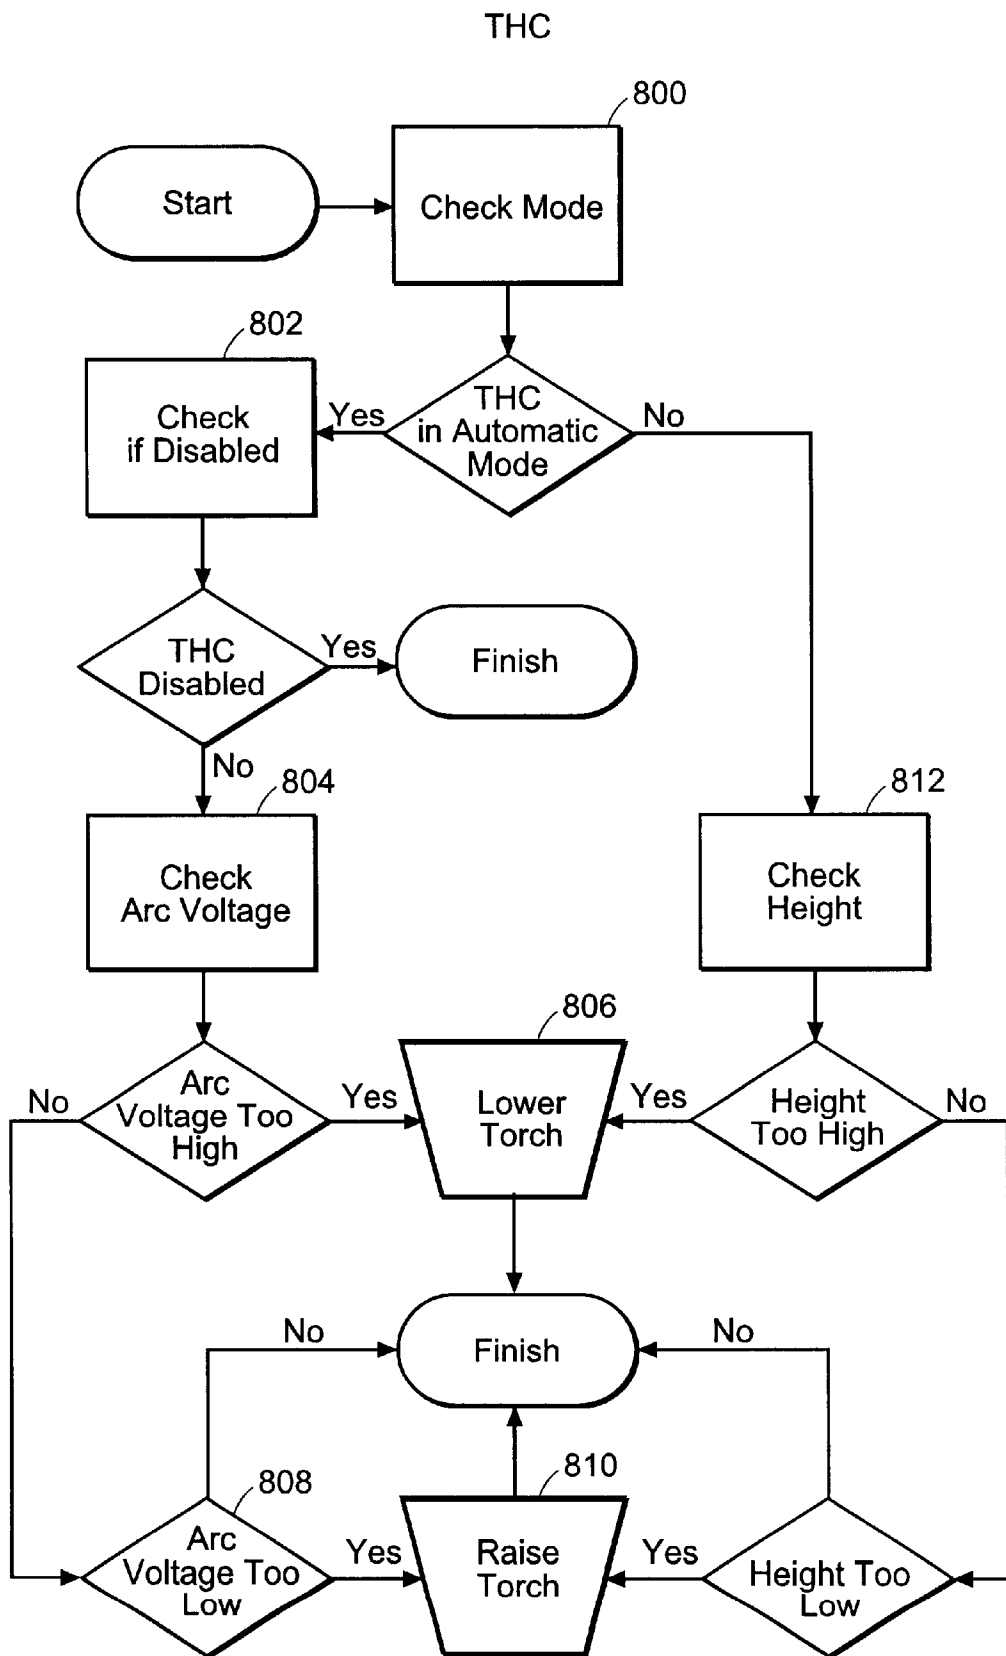 THC
800
Start
Check Mode
802
THC
in Automatic
Mode
Yes
No
Check
if Disabled
THC
Disabled
Yes
Finish
No
804
812
Check
Arc Voltage
Check
Height
806
No
Arc
Voltage Too
High
Yes
Lower
Torch
Yes
Height
Too High
No
No
Finish
No
808
810
Arc
Voltage Too
Low
Yes
Raise
Torch
Yes
Height Too
Low